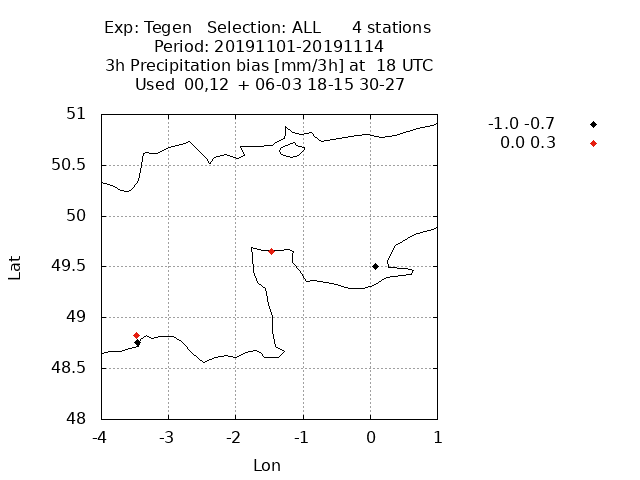 Exp: Tegen Selection: ALL 4 stations
Period: 20191101-20191114
3h Precipitation bias [mm/3h] at 18 UTC
Used 00,12 + 06-03 18-15 30-27
-1.0 -0.7
0.0 0.3
51
50.5
50
49.5
49
48.5
48
Lat
-4 -3 -2 -1 0 1
Lon